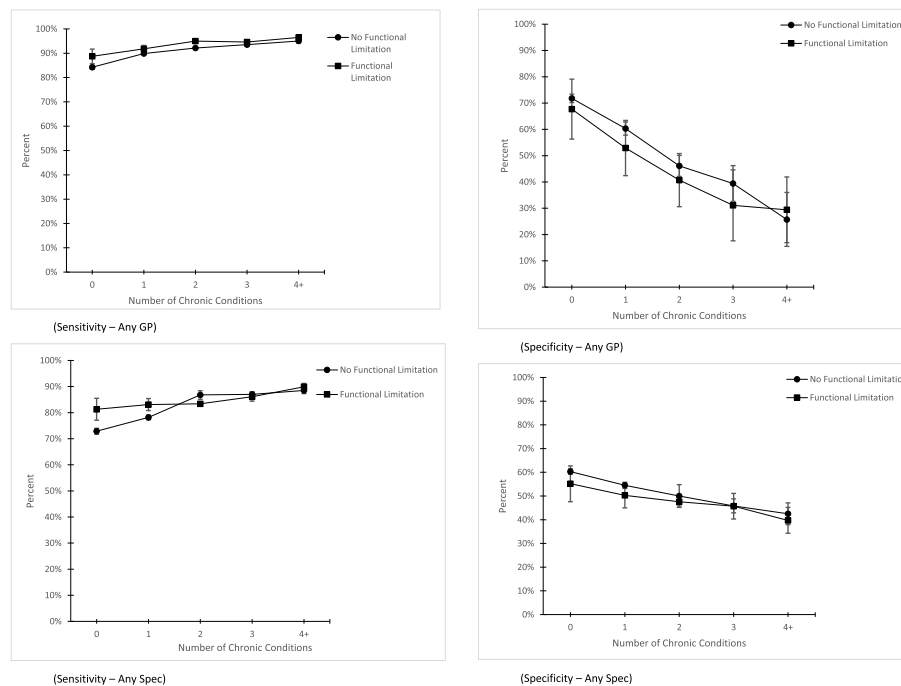 100%
90%
80%
70%
60%
50%
40%
30%
20%
10%
0%
Percent
0 1 2 3 4+
Number of Chronic Conditions
No Functional
Limitation
Functional
Limitation
(Sensitivity – Any GP)
100%
90%
80%
70%
60%
50%
40%
30%
20%
10%
0%
Percent
0 1 2 3 4+
Number of Chronic Conditions
No Functional Limitation
Functional Limitation
(Specificity – Any GP)
100%
90%
80%
70%
60%
50%
40%
30%
20%
10%
0%
Percent
0 1 2 3 4+
Number of Chronic Conditions
No Functional Limitation
Functional Limitation
(Sensitivity – Any Spec)
100%
90%
80%
70%
60%
50%
40%
30%
20%
10%
0%
Percent
0 1 2 3 4+
Number of Chronic Conditions
No Functional Limitatic
Functional Limitation
(Specificity – Any Spec)